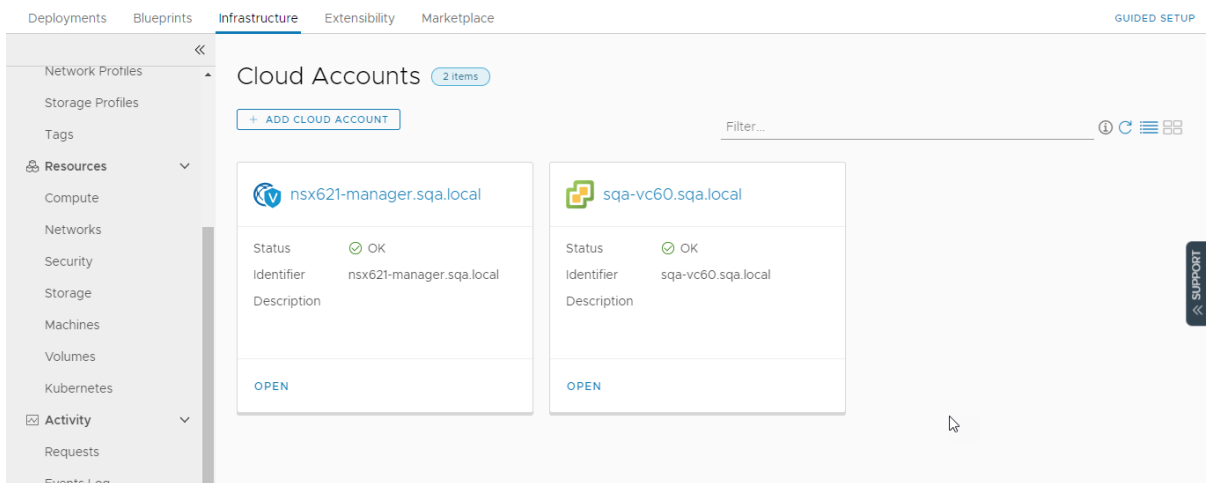 Deployments Blueprints Infrastructure Extensibility Marketplace GUIDED SETUP
Network Profiles
Storage Profiles
Tags
Resources
Compute
Networks
Security
Storage
Machines
Volumes
Kubernetes
Activity
Requests
Events Log
Cloud Accounts 2 items
+ ADD CLOUD ACCOUNT
Filter...
nsx621-manager.sqa.local
Status OK
Identifier nsx621-manager.sqa.local
Description
OPEN
sqa-vc60.sqa.local
Status OK
Identifier sqa-vc60.sqa.local
Description
OPEN
SUPPORT